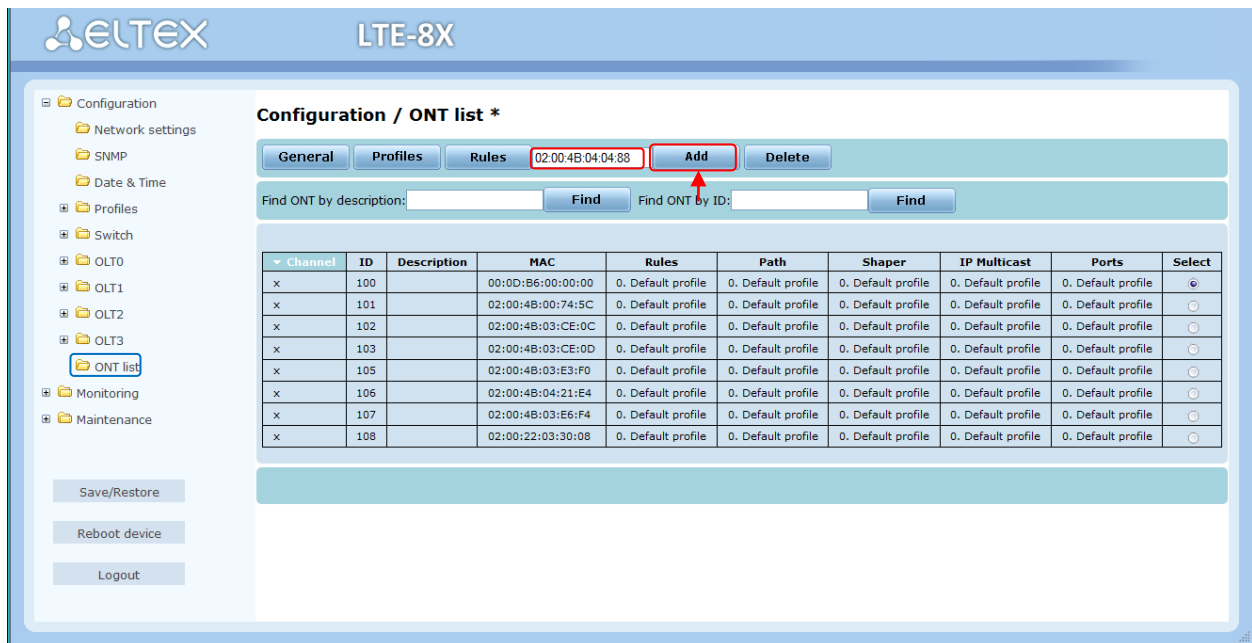 ELTEX LTE-8X
Configuration
Network settings
SNMP
Date & Time
Profiles
Switch
OLT0
OLT1
OLT2
OLT3
ONT list
Monitoring
Maintenance
Save/Restore
Reboot device
Logout
Configuration / ONT list *
General Profiles Rules 02:00:4B:04:04:88 Add Delete
Find ONT by description: Find Find ONT by ID: Find
Channel ID Description MAC Rules Path Shaper IP Multicast Ports Select
x 100 00:0D:B6:00:00:00 0. Default profile 0. Default profile 0. Default profile 0. Default profile 0. Default profile
x 101 02:00:4B:00:74:5C 0. Default profile 0. Default profile 0. Default profile 0. Default profile 0. Default profile
x 102 02:00:4B:03:CE:0C 0. Default profile 0. Default profile 0. Default profile 0. Default profile 0. Default profile
x 103 02:00:4B:03:CE:0D 0. Default profile 0. Default profile 0. Default profile 0. Default profile 0. Default profile
x 105 02:00:4B:03:E3:F0 0. Default profile 0. Default profile 0. Default profile 0. Default profile 0. Default profile
x 106 02:00:4B:04:21:E4 0. Default profile 0. Default profile 0. Default profile 0. Default profile 0. Default profile
x 107 02:00:4B:03:E6:F4 0. Default profile 0. Default profile 0. Default profile 0. Default profile 0. Default profile
x 108 02:00:22:03:30:08 0. Default profile 0. Default profile 0. Default profile 0. Default profile 0. Default profile